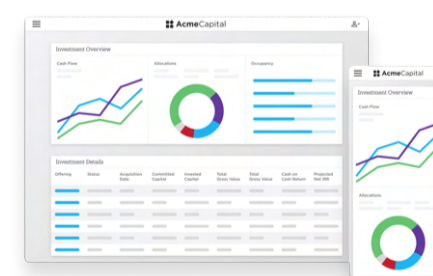 AcmeCapital
Investment Overview
Cash Flow
Allocations
Occupancy
Investment Details
Offering Status Acquisition Date Committed Capital Invested Capital Total Gross Value Total Gross Value Cash on Cash Return Projected Net IRR
AcmeCapital
Investment Overview
Cash Flow
Allocations